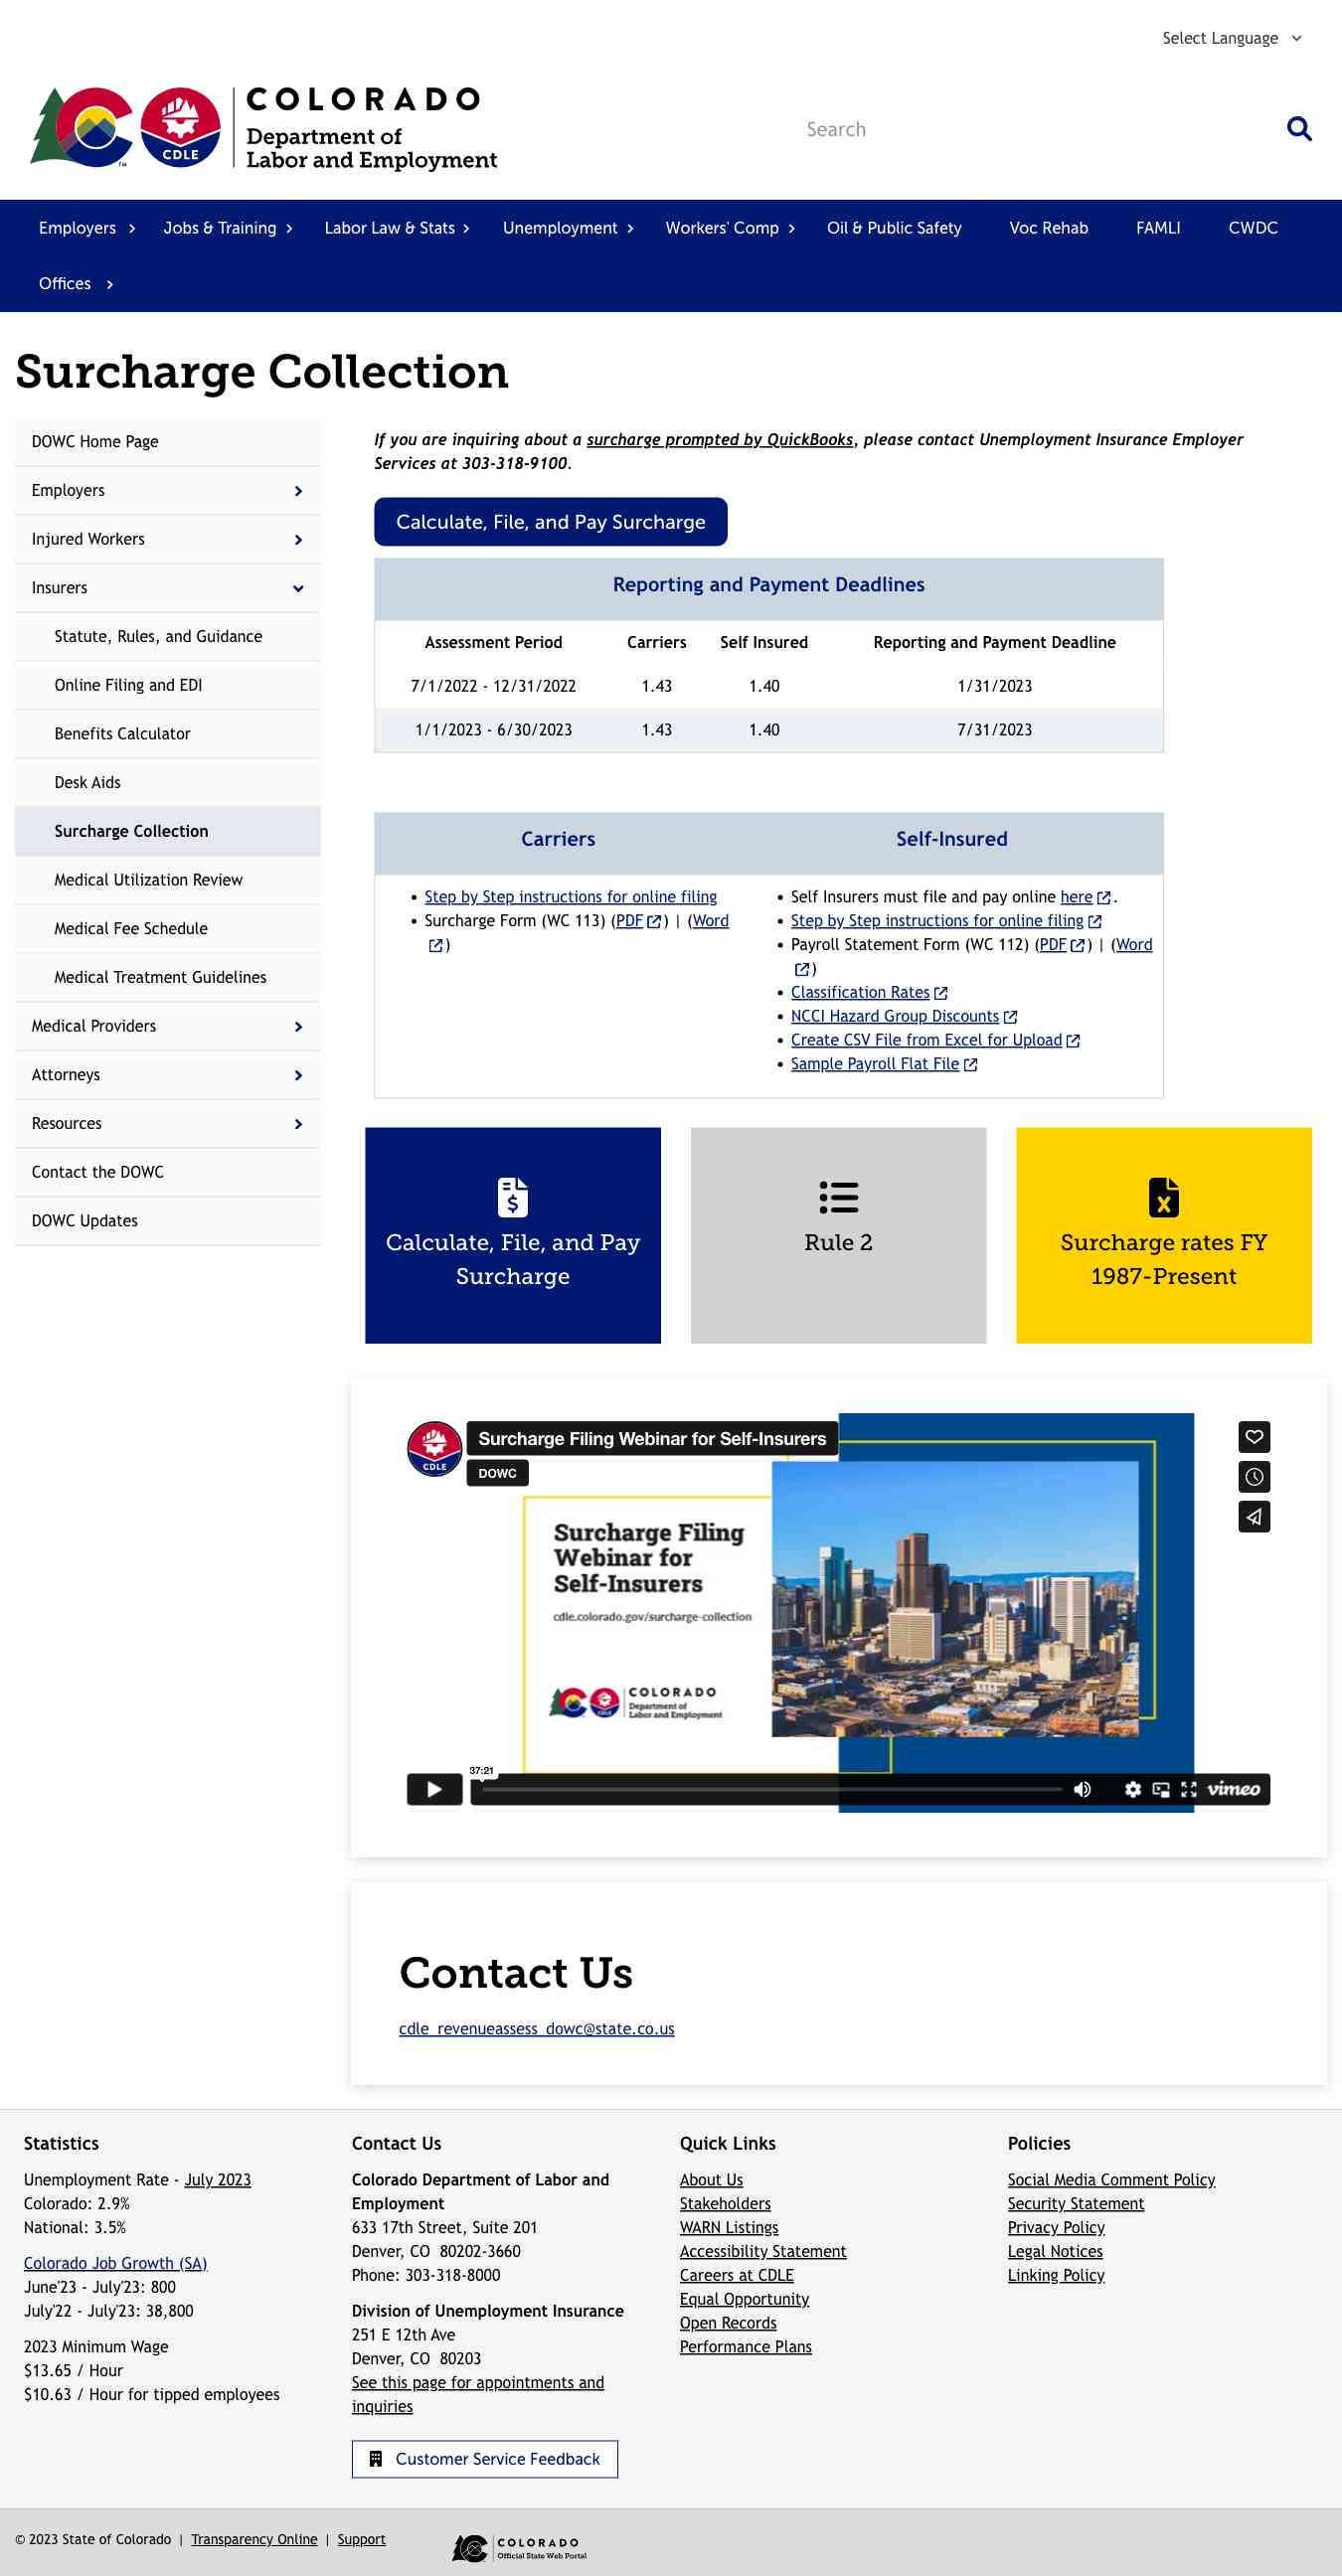 Select Language
COLORADO
Department of
Labor and Employment
CDLE
TM
Search
Employers
Jobs & Training
Labor Law & Stats
Unemployment
Workers' Comp
Oil & Public Safety
Voc Rehab
FAMLI
CWDC
Offices
Surcharge Collection
DOWC Home Page
Employers
Injured Workers
Insurers
Statute, Rules, and Guidance
Online Filing and EDI
Benefits Calculator
Desk Aids
Surcharge Collection
Medical Utilization Review
Medical Fee Schedule
Medical Treatment Guidelines
Medical Providers
Attorneys
Resources
Contact the DOWC
DOWC Updates
If you are inquiring about a surcharge prompted by QuickBooks, please contact Unemployment Insurance Employer
Services at 303-318-9100.
Calculate, File, and Pay Surcharge
Reporting and Payment Deadlines
Assessment Period Carriers Self Insured Reporting and Payment Deadline
7/1/2022 - 12/31/2022 1.43 1.40 1/31/2023
1/1/2023 - 6/30/2023 1.43 1.40 7/31/2023
Carriers
Step by Step instructions for online filing
Surcharge Form (WC 113) (PDF) | (Word
)
Self-Insured
Self Insurers must file and pay online here.
Step by Step instructions for online filing
Payroll Statement Form (WC 112) (PDF) | (Word
)
Classification Rates
NCCI Hazard Group Discounts
Create CSV File from Excel for Upload
Sample Payroll Flat File
Calculate, File, and Pay
Surcharge
Rule 2
Surcharge rates FY
1987-Present
CDLE
Surcharge Filing Webinar for Self-Insurers
DOWC
Surcharge Filing
Webinar for
Self-Insurers
cdle.colorado.gov/surcharge-collection
COLORADO
Department of
Labor and Employment
37:21
vimeo
Contact Us
cdle_revenueassess_dowc@state.co.us
Statistics
Unemployment Rate - July 2023
Colorado: 2.9%
National: 3.5%
Colorado Job Growth (SA)
June'23 - July'23: 800
July'22 - July'23: 38,800
2023 Minimum Wage
$13.65 / Hour
$10.63 / Hour for tipped employees
Contact Us
Colorado Department of Labor and
Employment
633 17th Street, Suite 201
Denver, CO 80202-3660
Phone: 303-318-8000
Division of Unemployment Insurance
251 E 12th Ave
Denver, CO 80203
See this page for appointments and
inquiries
Customer Service Feedback
Quick Links
About Us
Stakeholders
WARN Listings
Accessibility Statement
Careers at CDLE
Equal Opportunity
Open Records
Performance Plans
Policies
Social Media Comment Policy
Security Statement
Privacy Policy
Legal Notices
Linking Policy
© 2023 State of Colorado | Transparency Online | Support
COLORADO
Official State Web Portal